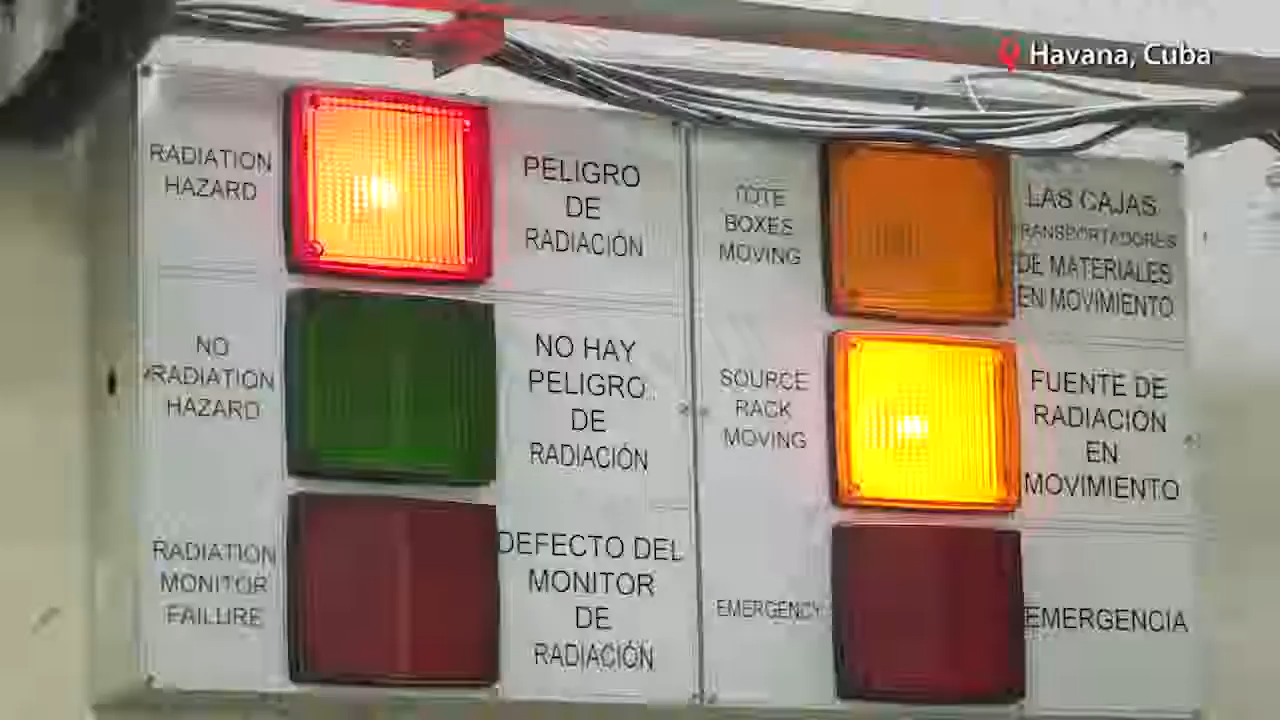 Havana, Cuba
RADIATION
HAZARD
PELIGRO
DE
RADIACIÓN
NO
RADIATION
HAZARD
NO HAY
PELIGRO
DE
RADIACIÓN
RADIATION
MONITOR
FAILURE
DEFECTO DEL
MONITOR
DE
RADIACIÓN
TOTE
BOXES
MOVING
LAS CAJAS
TRANSPORTADORES
DE MATERIALES
EN MOVIMIENTO
SOURCE
RACK
MOVING
FUENTE DE
RADIACION
EN
MOVIMIENTO
EMERGENCY
EMERGENCIA